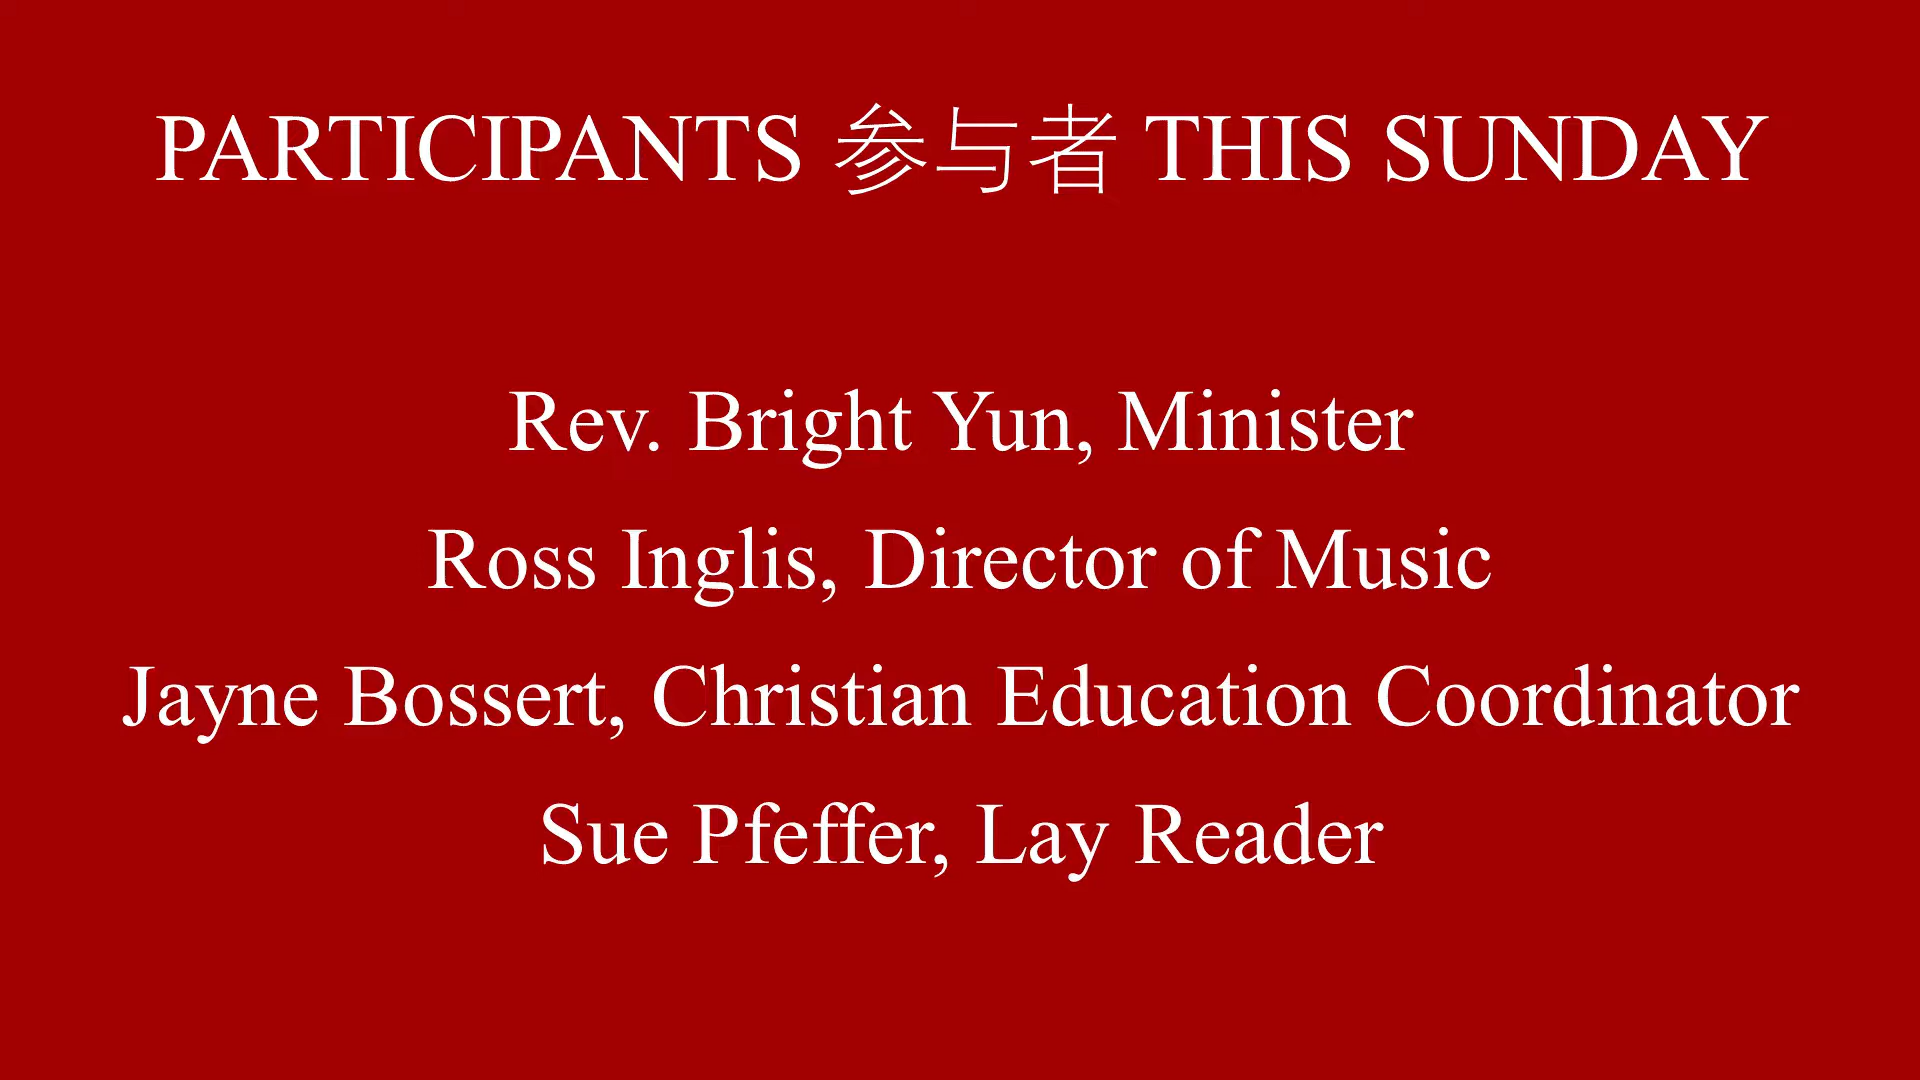 PARTICIPANTS 参与者 THIS SUNDAY
Rev. Bright Yun, Minister
Ross Inglis, Director of Music
Jayne Bossert, Christian Education Coordinator
Sue Pfeffer, Lay Reader